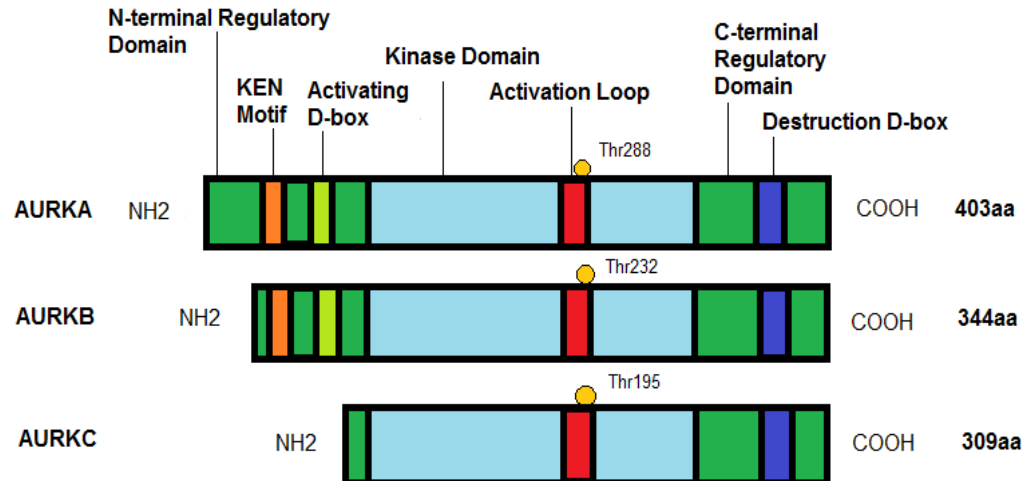 N-terminal Regulatory
Domain
KEN
Motif
Activating
D-box
Kinase Domain
Activation Loop
C-terminal
Regulatory
Domain
Destruction D-box
Thr288
AURKA NH2 COOH 403aa
Thr232
AURKB NH2 COOH 344aa
Thr195
AURKC NH2 COOH 309aa